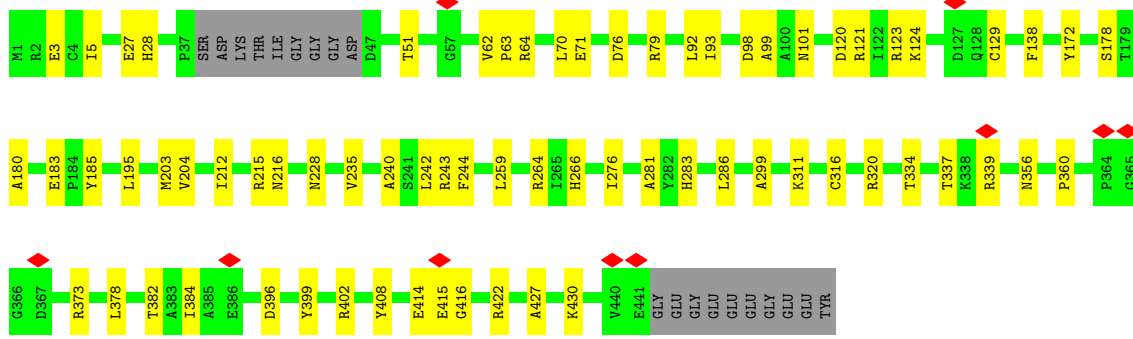 M1 R2 E3 C4 I5 E27 H28 P37 SER ASP LYS THR ILE GLY GLY GLY ASP D47 T51 G57 V62 P63 R64 L70 E71 D76 R79 L92 I93 D98 A99 A100 N101 D120 R121 I122 R123 K124 D127 Q128 C129 F138 Y172 S178 T179
A180 E183 P184 Y185 L195 M203 V204 I212 R215 N216 N228 V235 A240 S241 L242 R243 F244 L259 R264 I265 H266 I276 A281 Y282 H283 L286 A299 K311 C316 R320 T334 T337 K338 R339 N356 P360 P364 G365
G366 D367 R373 L378 T382 A383 I384 A385 E386 D396 Y399 R402 Y408 E414 E415 G416 R422 A427 K430 V440 E441 GLY GLU GLY GLU GLU GLU GLY GLU GLU TYR